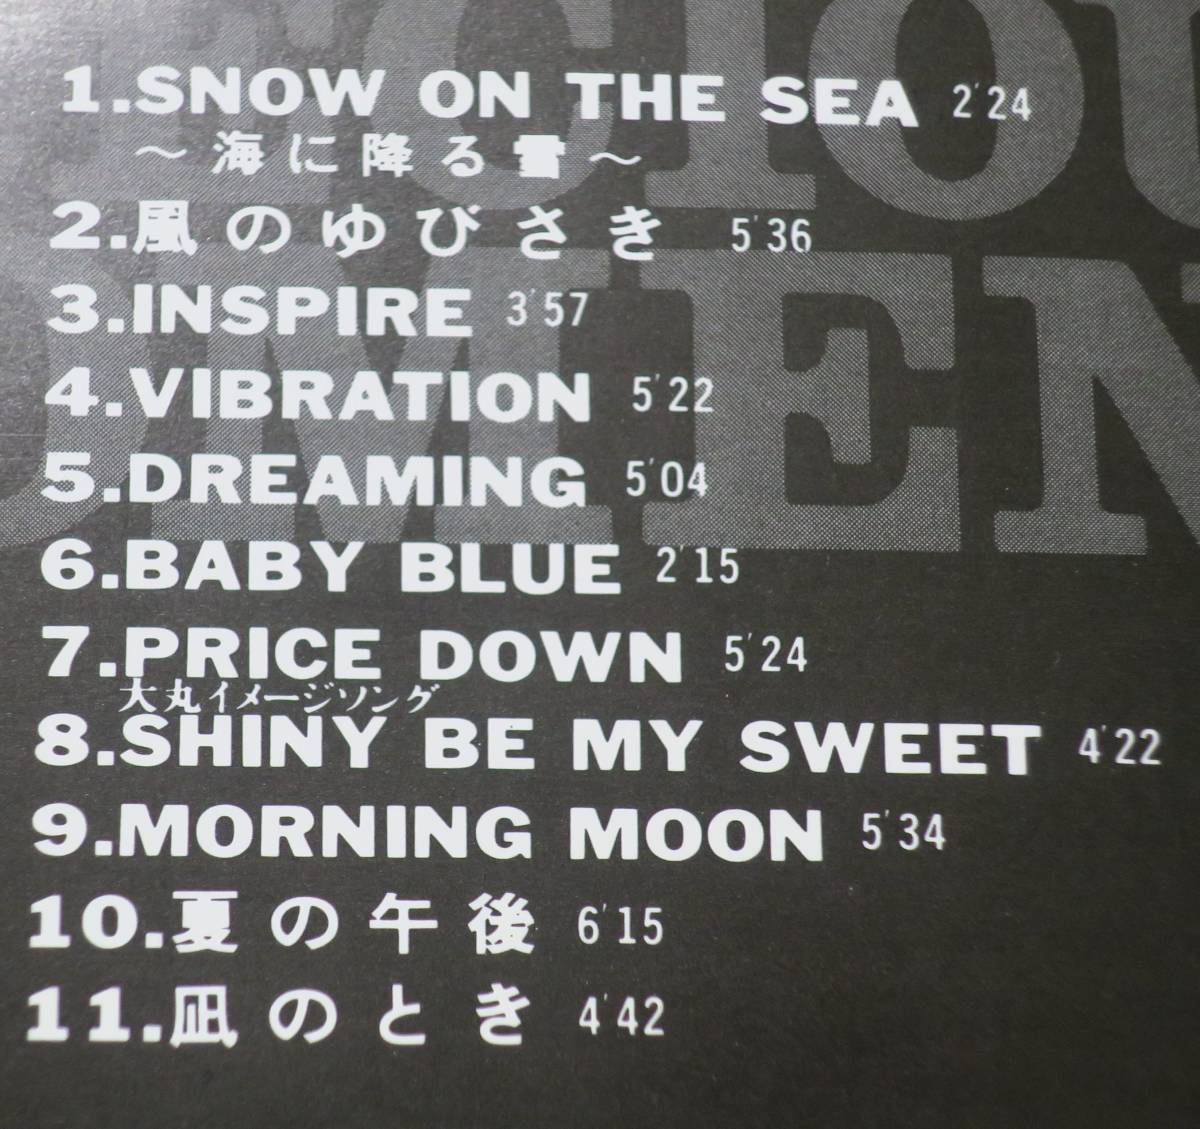 1.SNOW ON THE SEA 2'24
～海に降る雪～
2.風のゆびさき 5'36
3.INSPIRE 3'57
4.VIBRATION 5'22
5.DREAMING 5'04
6.BABY BLUE 2'15
7.PRICE DOWN 5'24
大丸イメージソング
8.SHINY BE MY SWEET 4'22
9.MORNING MOON 5'34
10.夏の午後 6'15
11.凪のとき 4'42